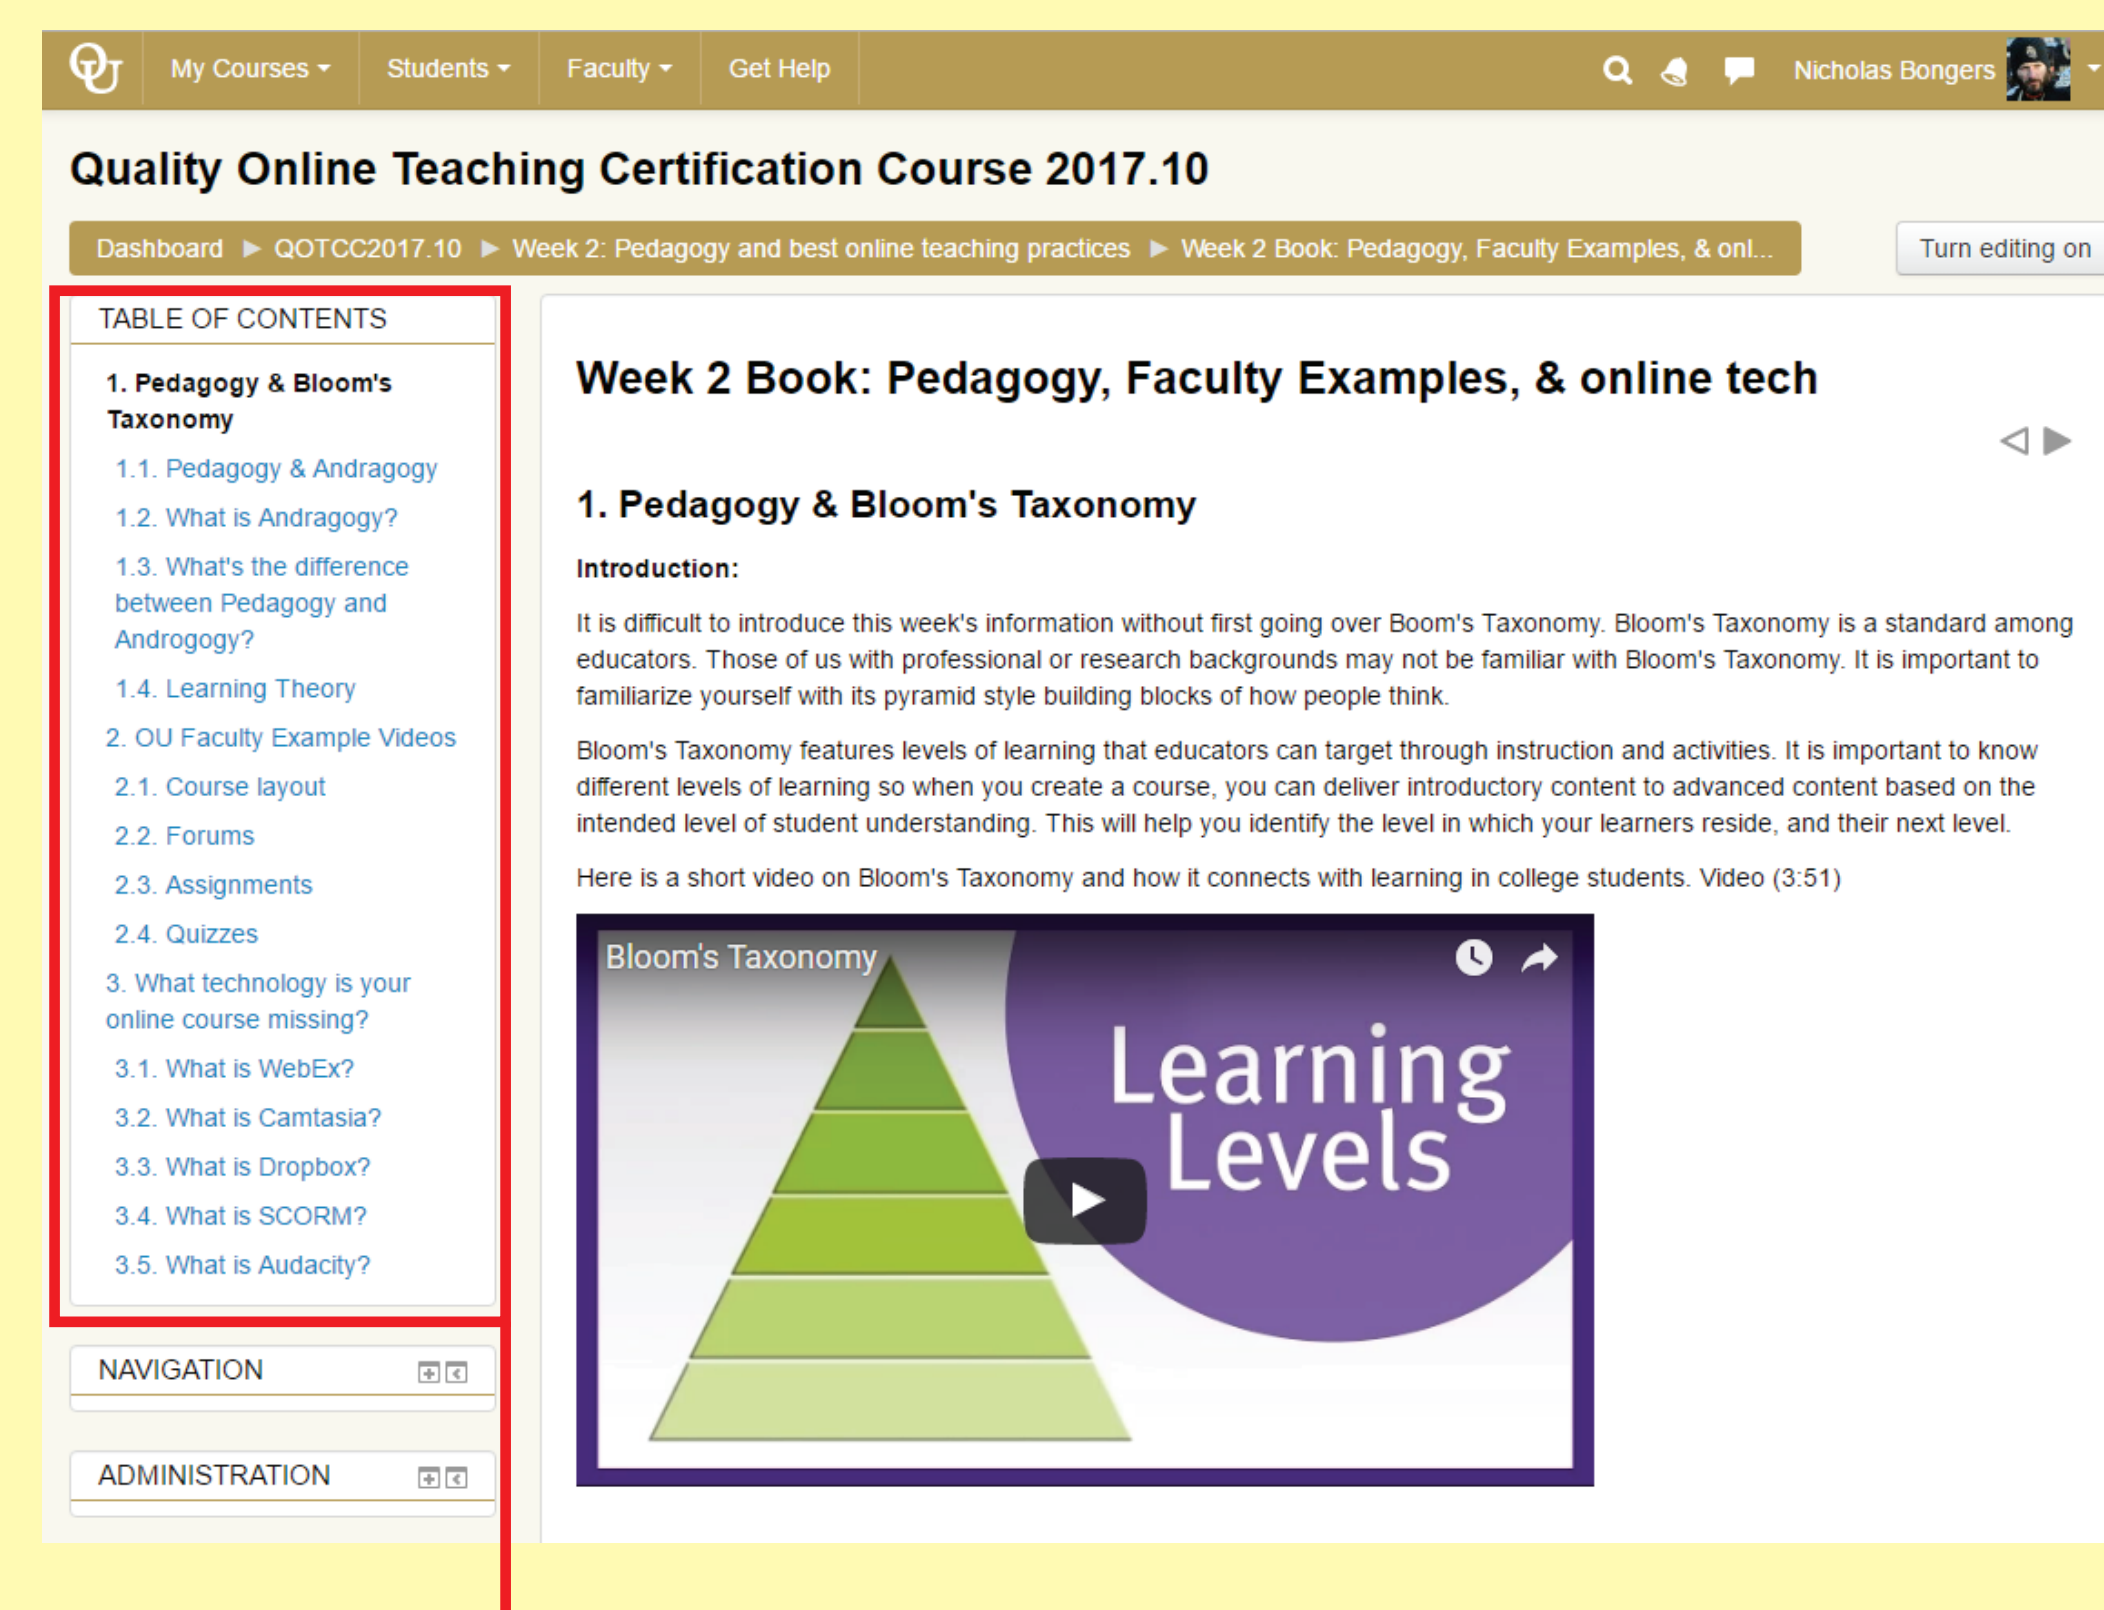 OU My Courses Students Faculty Get Help Nicholas Bongers
Quality Online Teaching Certification Course 2017.10
Dashboard QOTCC2017.10 Week 2: Pedagogy and best online teaching practices Week 2 Book: Pedagogy, Faculty Examples, & onl... Turn editing on
TABLE OF CONTENTS
1. Pedagogy & Bloom's
Taxonomy
1.1. Pedagogy & Andragogy
1.2. What is Andragogy?
1.3. What's the difference
between Pedagogy and
Androgogy?
1.4. Learning Theory
2. OU Faculty Example Videos
2.1. Course layout
2.2. Forums
2.3. Assignments
2.4. Quizzes
3. What technology is your
online course missing?
3.1. What is WebEx?
3.2. What is Camtasia?
3.3. What is Dropbox?
3.4. What is SCORM?
3.5. What is Audacity?
NAVIGATION
ADMINISTRATION
Week 2 Book: Pedagogy, Faculty Examples, & online tech
1. Pedagogy & Bloom's Taxonomy
Introduction:
It is difficult to introduce this week's information without first going over Boom's Taxonomy. Bloom's Taxonomy is a standard among
educators. Those of us with professional or research backgrounds may not be familiar with Bloom's Taxonomy. It is important to
familiarize yourself with its pyramid style building blocks of how people think.
Bloom's Taxonomy features levels of learning that educators can target through instruction and activities. It is important to know
different levels of learning so when you create a course, you can deliver introductory content to advanced content based on the
intended level of student understanding. This will help you identify the level in which your learners reside, and their next level.
Here is a short video on Bloom's Taxonomy and how it connects with learning in college students. Video (3:51)
Bloom's Taxonomy
Learning
Levels